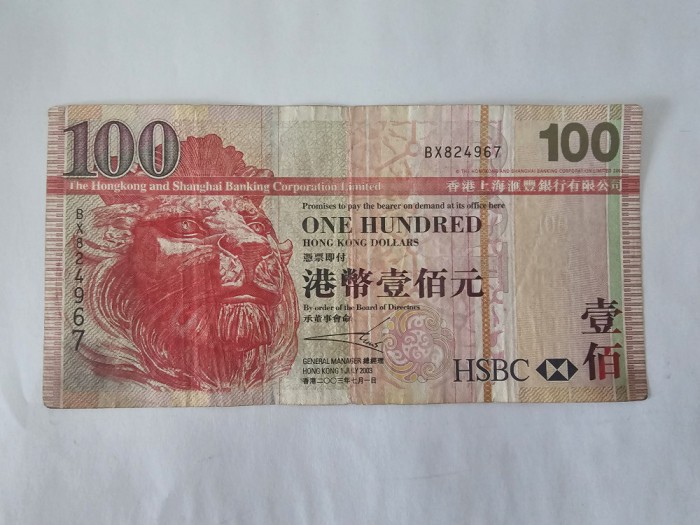 100
BX824967
100
The Hongkong and Shanghai Banking Corporation Limited
香港上海滙豐銀行有限公司
BX824967
Promises to pay the bearer on demand at its office here
ONE HUNDRED
HONG KONG DOLLARS
憑票即付
港幣壹佰元
By order of the Board of Directors
承董事會命
GENERAL MANAGER 總經理
HONG KONG 1 JULY 2003
香港二〇〇三年七月一日
HSBC
壹佰